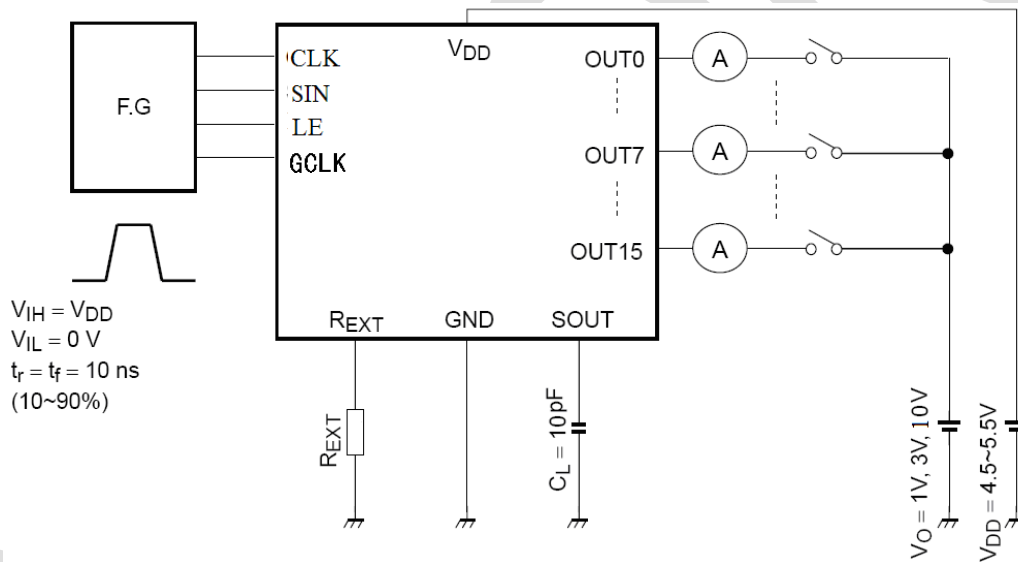 F.G
CLK
SIN
LE
GCLK
VDD
OUT0
A
OUT7
A
OUT15
A
REXT
GND
SOUT
VIH = VDD
VIL = 0 V
tr = tf = 10 ns
(10~90%)
REXT
CL = 10pF
VO = 1V, 3V, 10V
VDD = 4.5~5.5V